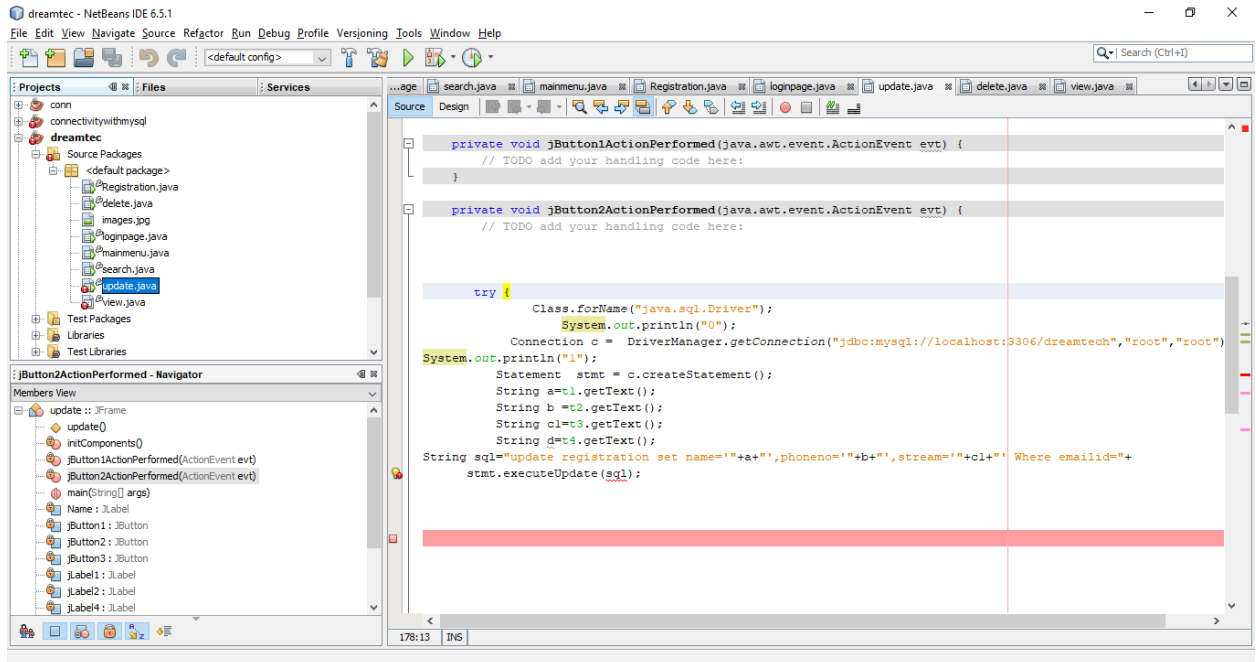 dreamtec - NetBeans IDE 6.5.1
File Edit View Navigate Source Refactor Run Debug Profile Versioning Tools Window Help
<default config>
Search (Ctrl+I)
Projects
Files
Services
conn
connectivitywithmysql
dreamtec
Source Packages
<default package>
Registration.java
delete.java
images.jpg
loginpage.java
mainmenu.java
search.java
update.java
view.java
Test Packages
Libraries
Test Libraries
jButton2ActionPerformed - Navigator
Members View
update :: JFrame
update()
initComponents()
jButton1ActionPerformed(ActionEvent evt)
jButton2ActionPerformed(ActionEvent evt)
main(String[] args)
Name : JLabel
jButton1 : JButton
jButton2 : JButton
jButton3 : JButton
jLabel1 : JLabel
jLabel2 : JLabel
jLabel4 : JLabel
...age search.java mainmenu.java Registration.java loginpage.java update.java delete.java view.java
Source Design
private void jButton1ActionPerformed(java.awt.event.ActionEvent evt) {
// TODO add your handling code here:
}
private void jButton2ActionPerformed(java.awt.event.ActionEvent evt) {
// TODO add your handling code here:
try {
Class.forName("java.sql.Driver");
System.out.println("0");
Connection c = DriverManager.getConnection("jdbc:mysql://localhost:3306/dreamtech","root","root")
System.out.println("1");
Statement stmt = c.createStatement();
String a=t1.getText();
String b =t2.getText();
String c1=t3.getText();
String d=t4.getText();
String sql="update registration set name='"+a+"',phoneno='"+b+"',stream='"+c1+"' Where emailid="+
stmt.executeUpdate(sql);
178:13 INS